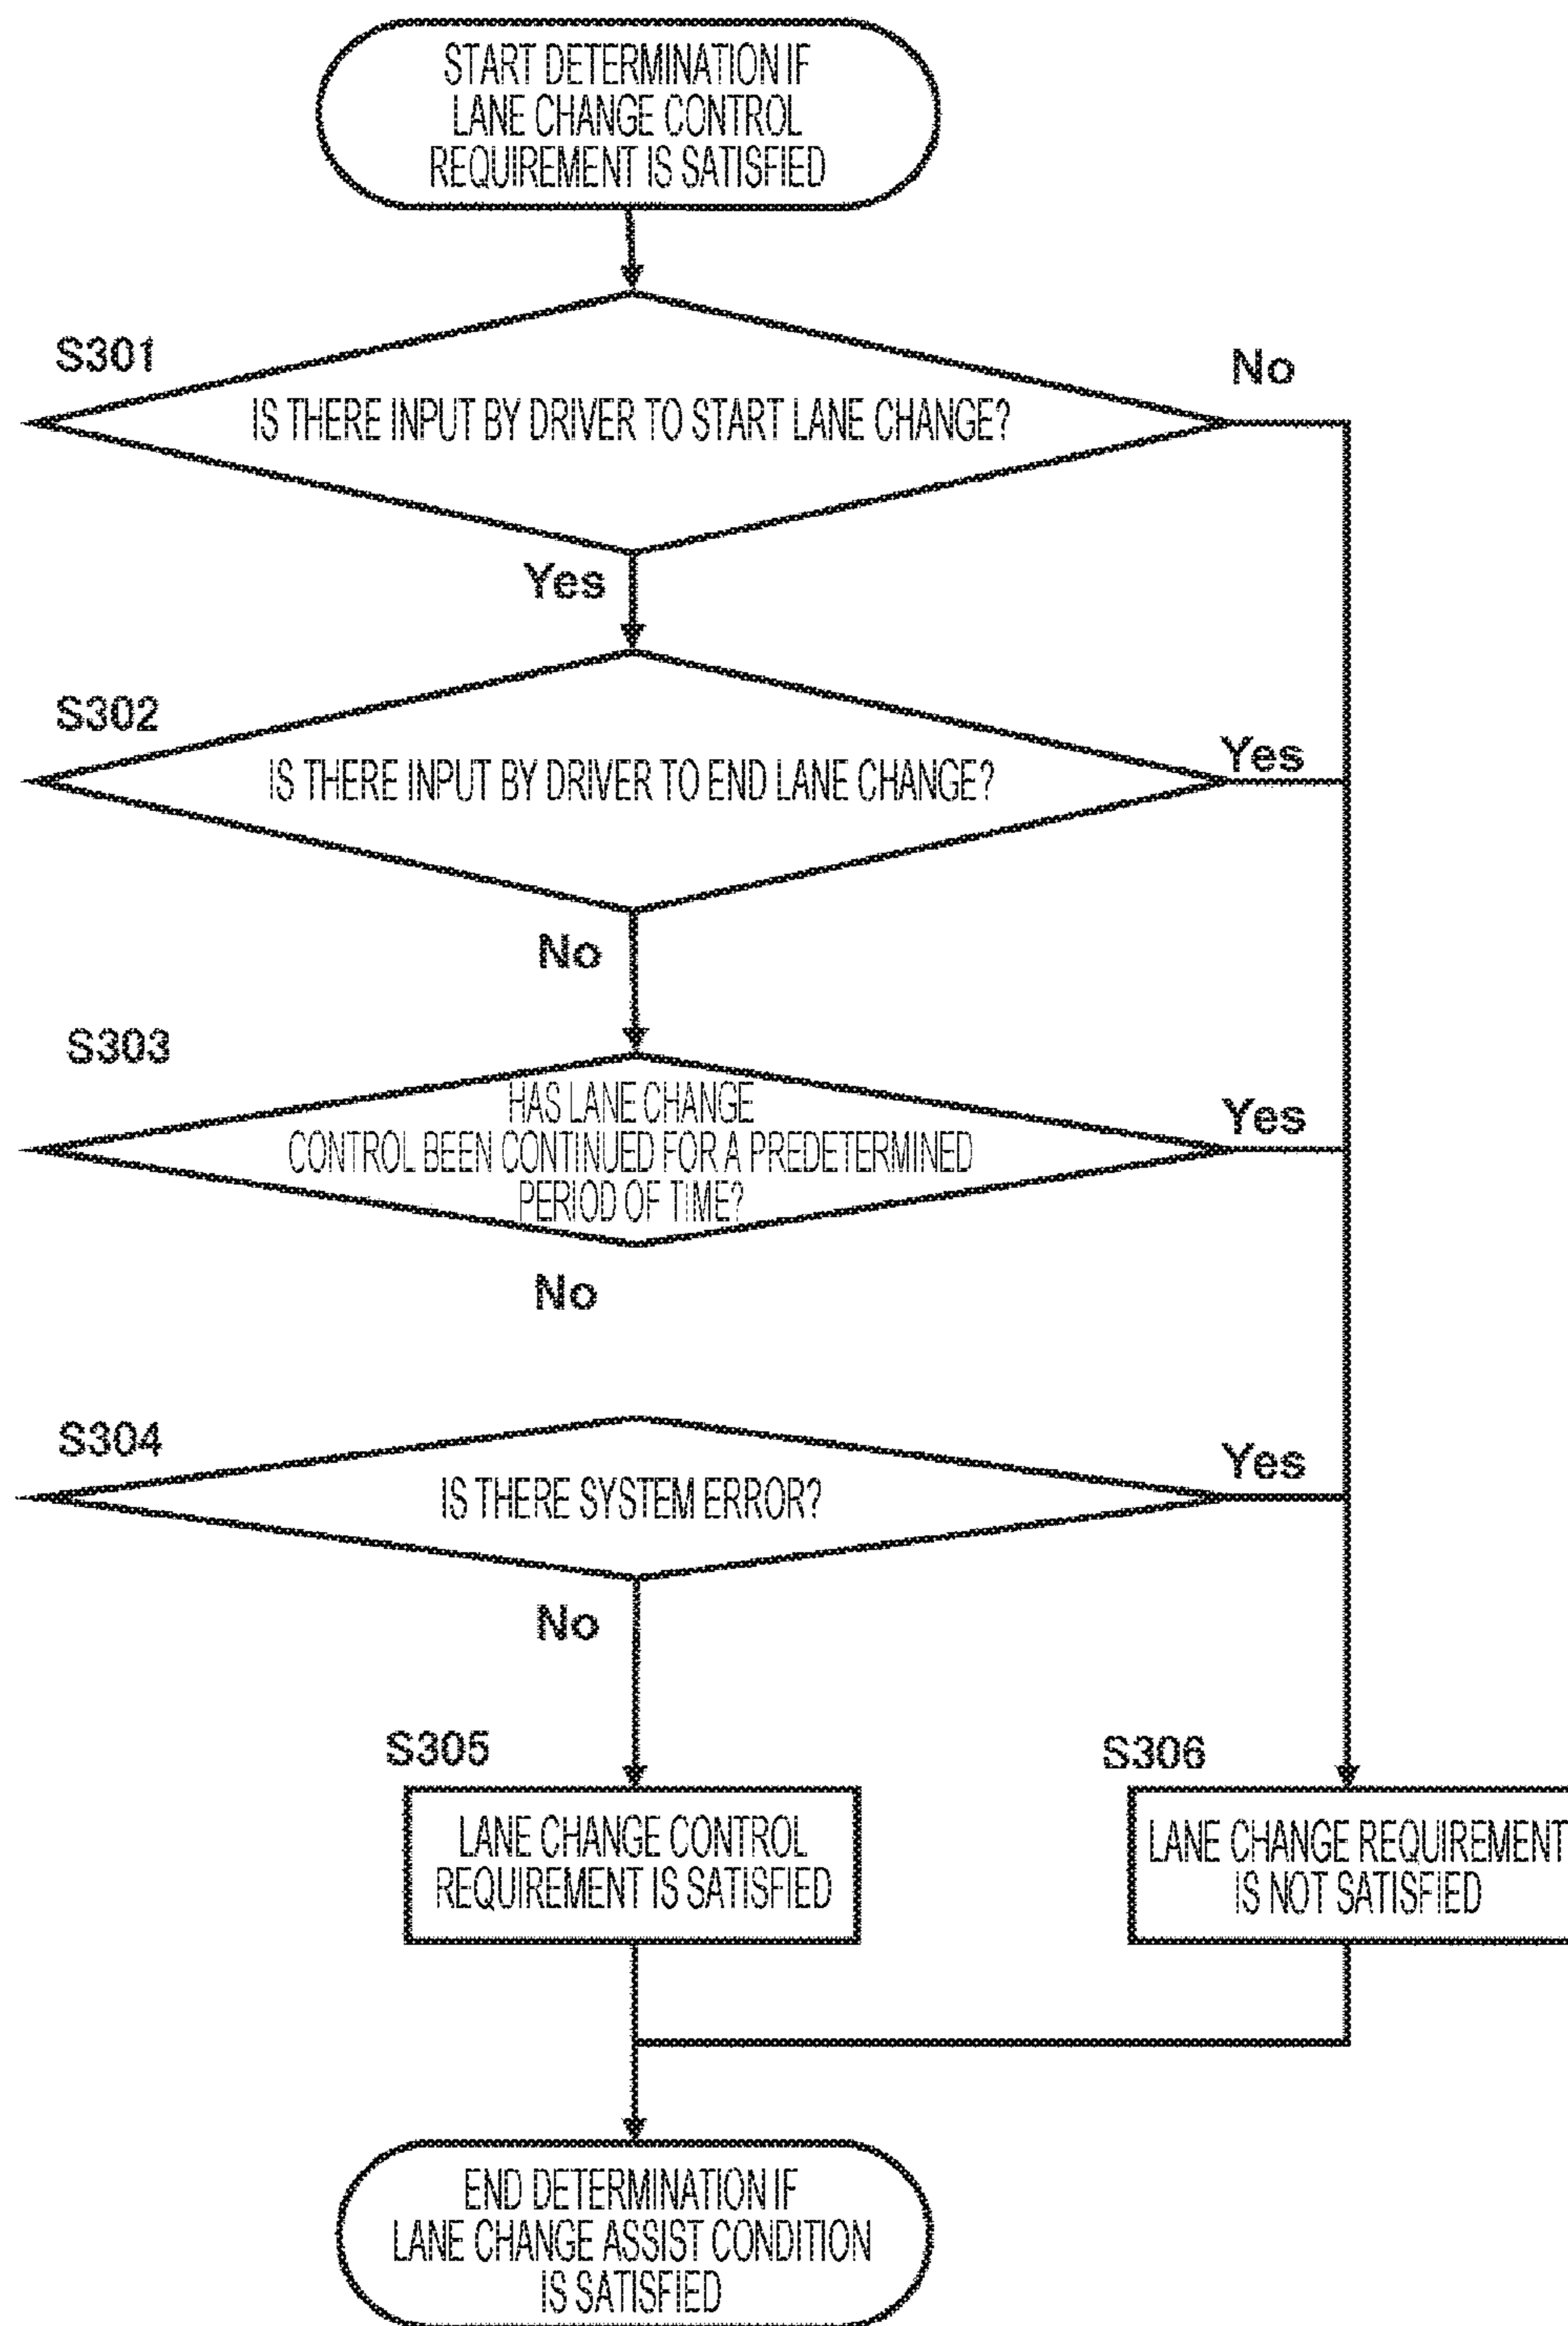 START DETERMINATION IF
LANE CHANGE CONTROL
REQUIREMENT IS SATISFIED
S301
No
IS THERE INPUT BY DRIVER TO START LANE CHANGE?
Yes
S302
Yes
IS THERE INPUT BY DRIVER TO END LANE CHANGE?
No
S303
HAS LANE CHANGE
CONTROL BEEN CONTINUED FOR A PREDETERMINED
PERIOD OF TIME?
Yes
No
S304
Yes
IS THERE SYSTEM ERROR?
No
S305
LANE CHANGE CONTROL
REQUIREMENT IS SATISFIED
S306
LANE CHANGE REQUIREMENT
IS NOT SATISFIED
END DETERMINATION IF
LANE CHANGE ASSIST CONDITION
IS SATISFIED